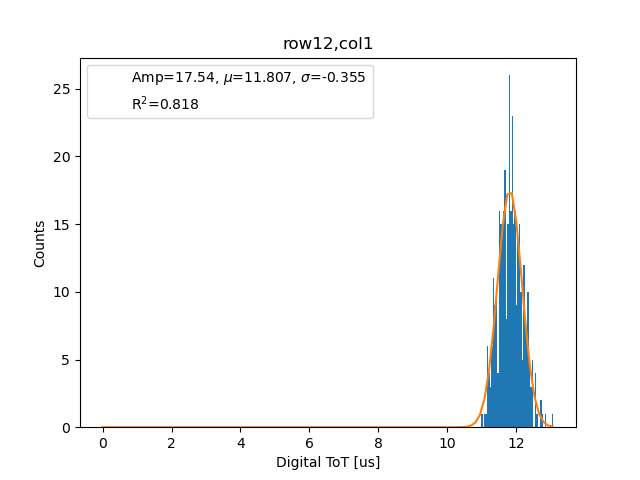 row12,col1
Amp=17.54, μ=11.807, σ=-0.355
R²=0.818
25
20
15
10
5
0
Counts
0 2 4 6 8 10 12
Digital ToT [us]